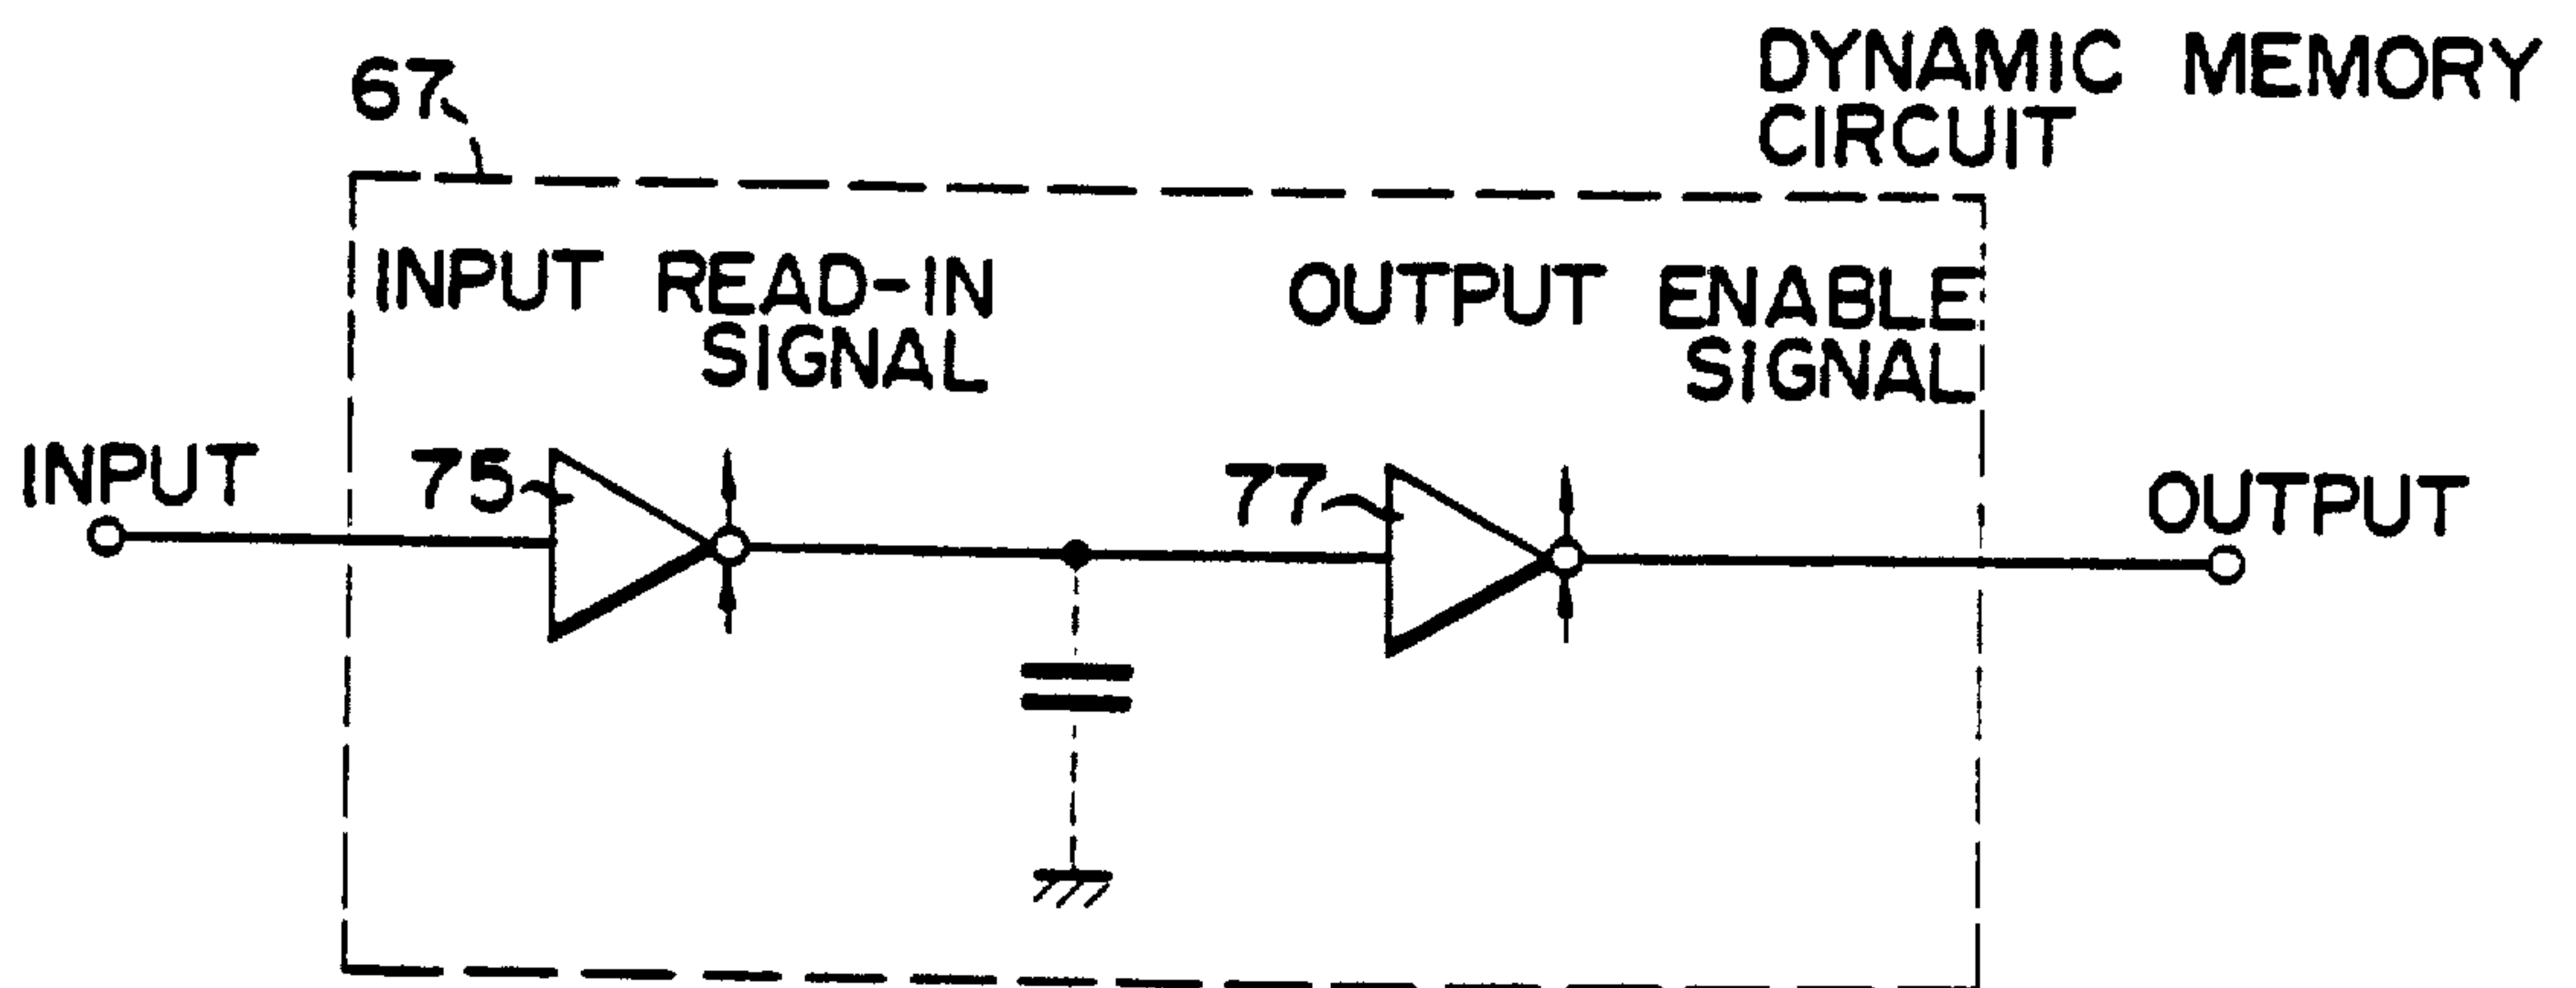 67
DYNAMIC MEMORY
CIRCUIT
INPUT READ-IN
SIGNAL
OUTPUT ENABLE
SIGNAL
INPUT
75
77
OUTPUT